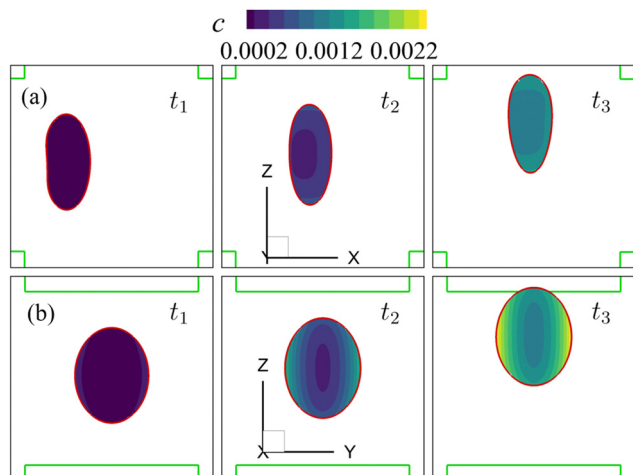 c
0.0002 0.0012 0.0022
(a) t₁ t₂ t₃
Z
Y X
(b) t₁ t₂ t₃
Z
X Y